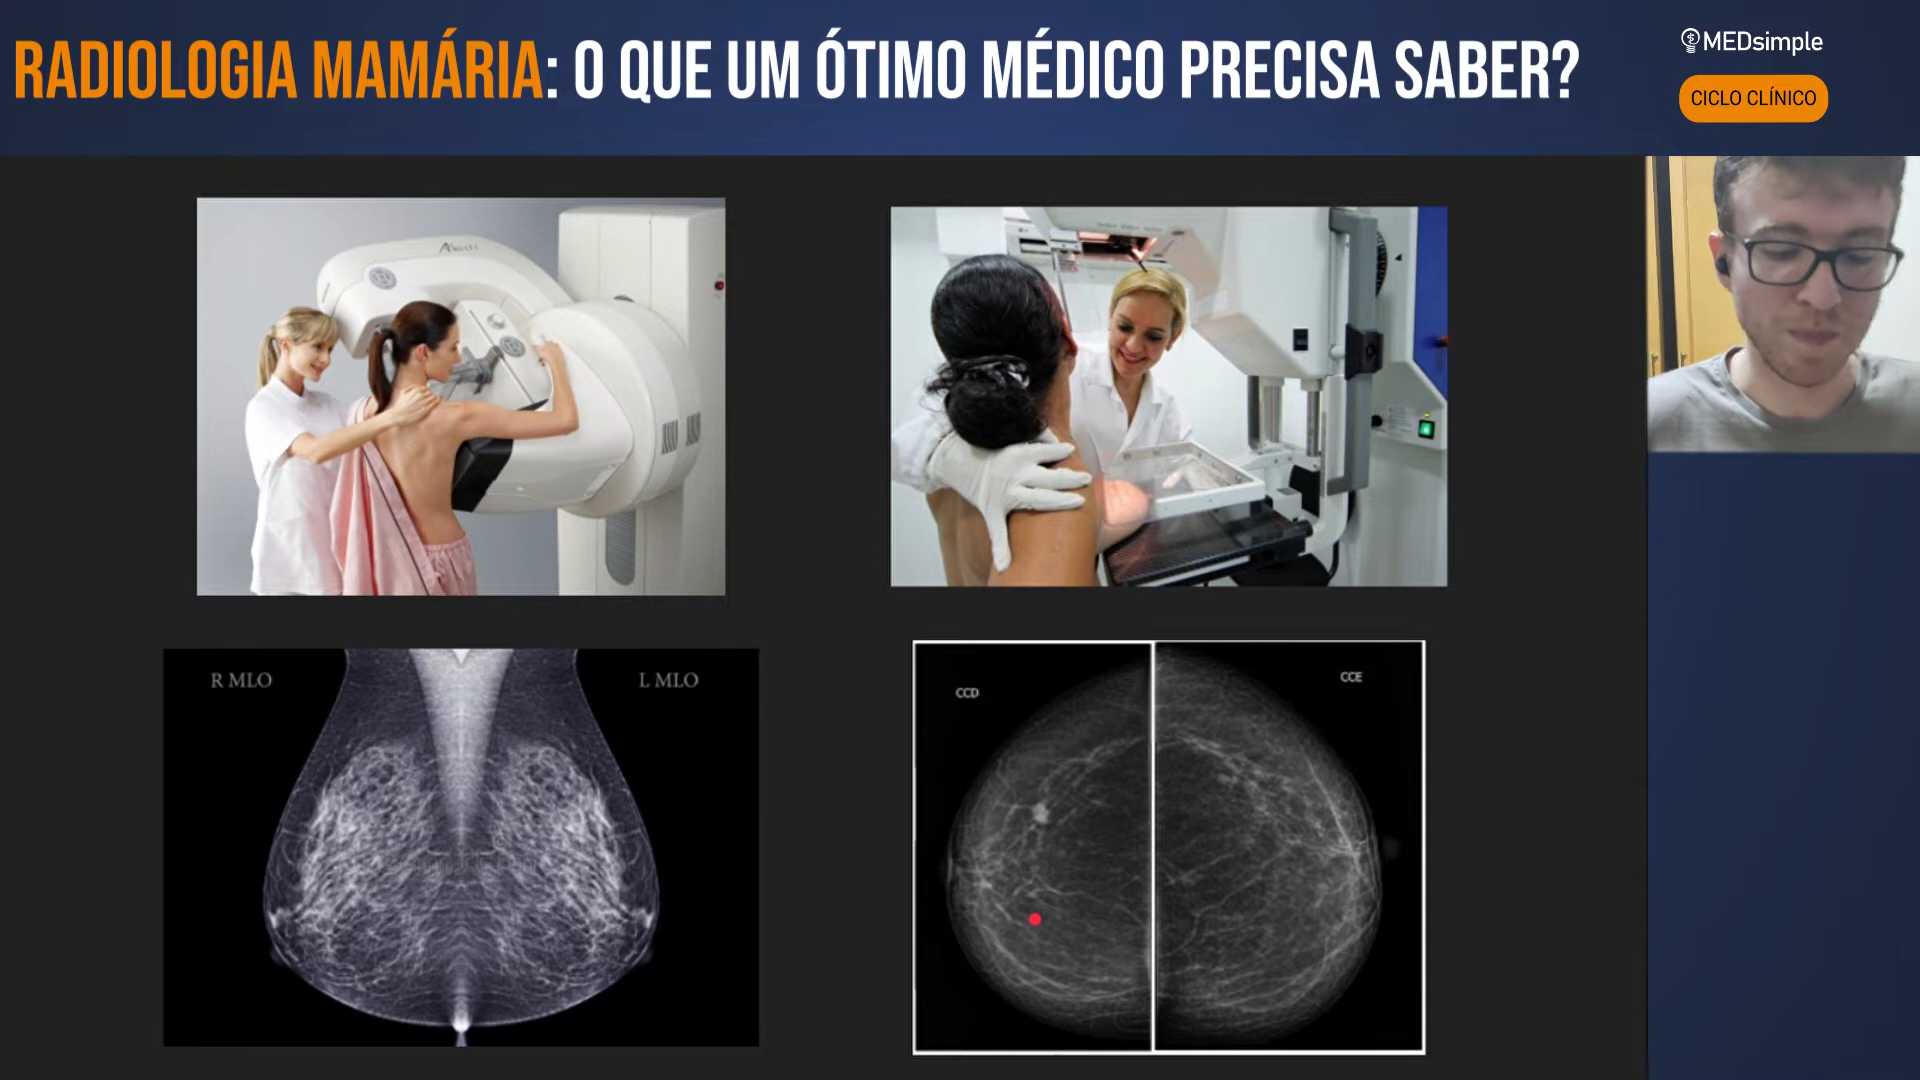 RADIOLOGIA MAMÁRIA: O QUE UM ÓTIMO MÉDICO PRECISA SABER?
MEDsimple
CICLO CLÍNICO
R MLO
L MLO
CCD
CCE